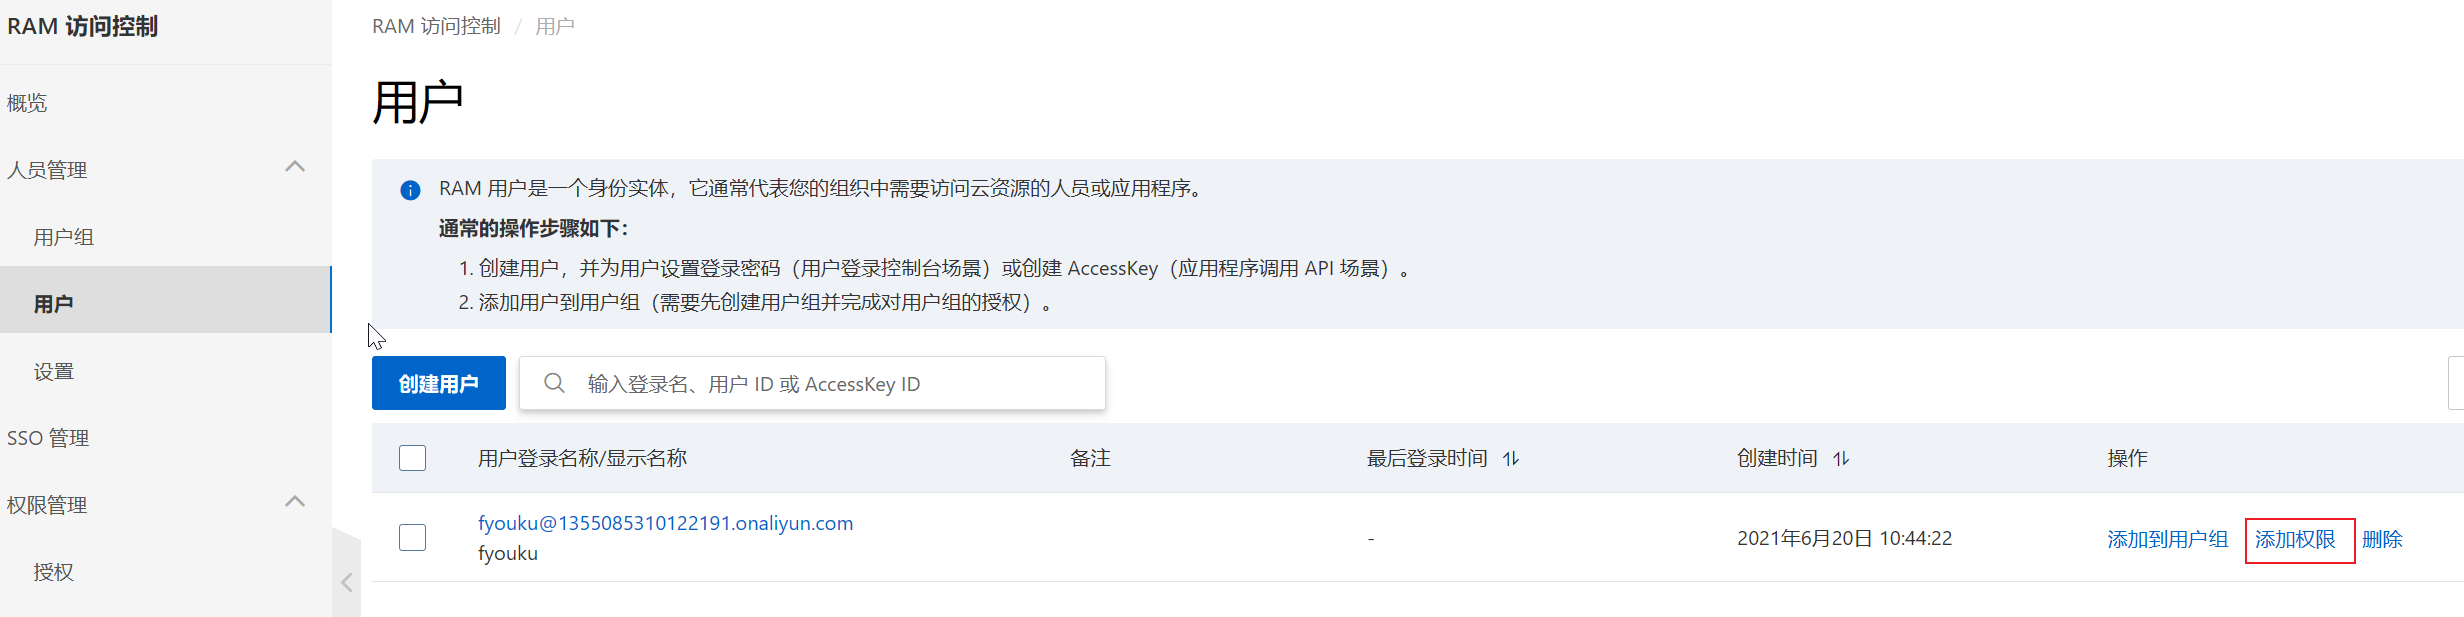 RAM 访问控制
概览
人员管理
用户组
用户
设置
SSO 管理
权限管理
授权
RAM 访问控制 / 用户
用户
RAM 用户是一个身份实体，它通常代表您的组织中需要访问云资源的人员或应用程序。
通常的操作步骤如下：
1. 创建用户，并为用户设置登录密码（用户登录控制台场景）或创建 AccessKey（应用程序调用 API 场景）。
2. 添加用户到用户组（需要先创建用户组并完成对用户组的授权）。
创建用户 输入登录名、用户 ID 或 AccessKey ID
用户登录名称/显示名称 备注 最后登录时间 创建时间 操作
fyouku@1355085310122191.onaliyun.com
fyouku - 2021年6月20日 10:44:22 添加到用户组 添加权限 删除